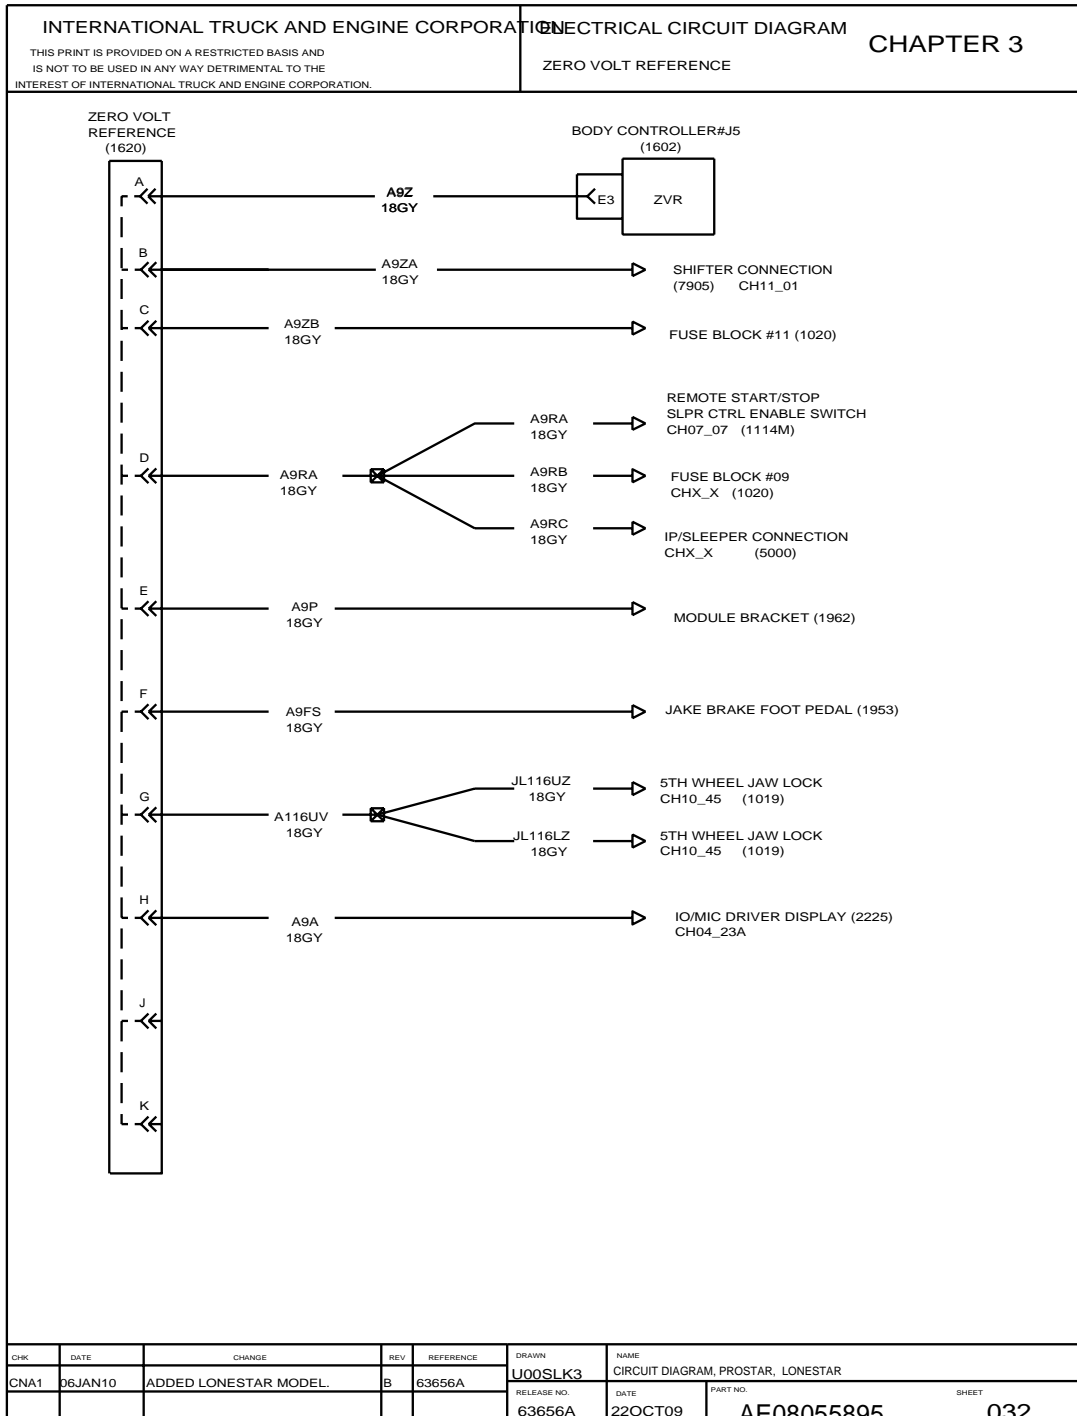 INTERNATIONAL TRUCK AND ENGINE CORPORATION
THIS PRINT IS PROVIDED ON A RESTRICTED BASIS AND
IS NOT TO BE USED IN ANY WAY DETRIMENTAL TO THE
INTEREST OF INTERNATIONAL TRUCK AND ENGINE CORPORATION.
ELECTRICAL CIRCUIT DIAGRAM
ZERO VOLT REFERENCE
CHAPTER 3
ZERO VOLT
REFERENCE
(1620)
BODY CONTROLLER#J5
(1602)
A
A9Z
18GY
E3
ZVR
B
A9ZA
18GY
SHIFTER CONNECTION
(7905) CH11_01
C
A9ZB
18GY
FUSE BLOCK #11 (1020)
D
A9RA
18GY
A9RA
18GY
REMOTE START/STOP
SLPR CTRL ENABLE SWITCH
CH07_07 (1114M)
A9RB
18GY
FUSE BLOCK #09
CHX_X (1020)
A9RC
18GY
IP/SLEEPER CONNECTION
CHX_X (5000)
E
A9P
18GY
MODULE BRACKET (1962)
F
A9FS
18GY
JAKE BRAKE FOOT PEDAL (1953)
G
A116UV
18GY
JL116UZ
18GY
5TH WHEEL JAW LOCK
CH10_45 (1019)
JL116LZ
18GY
5TH WHEEL JAW LOCK
CH10_45 (1019)
H
A9A
18GY
IO/MIC DRIVER DISPLAY (2225)
CH04_23A
J
K
CHK DATE CHANGE REV REFERENCE
CNA1 06JAN10 ADDED LONESTAR MODEL. B 63656A
DRAWN
U00SLK3
NAME
CIRCUIT DIAGRAM, PROSTAR, LONESTAR
RELEASE NO.
63656A
DATE
22OCT09
PART NO.
AE08055895
SHEET
032